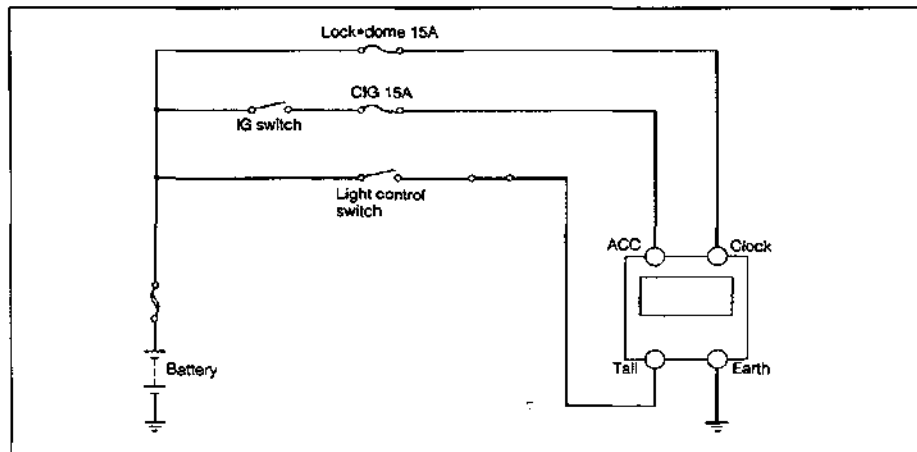 Lock•dome 15A
CIG 15A
IG switch
Light control
switch
ACC
Clock
Battery
Tail
Earth